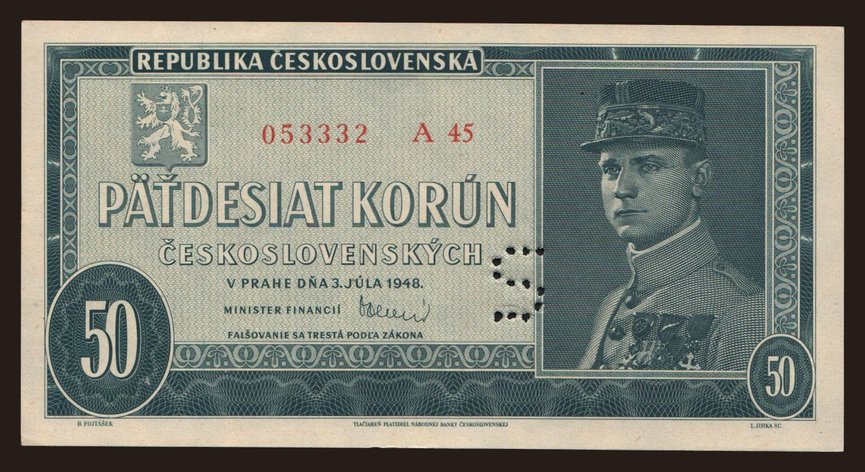 REPUBLIKA ČESKOSLOVENSKÁ
053332 A 45
PÄŤDESIAT KORÚN
ČESKOSLOVENSKÝCH
V PRAHE DŇA 3. JÚLA 1948.
MINISTER FINANCIÍ
FALŠOVANIE SA TRESTÁ PODĽA ZÁKONA
50
50
B. FOJTÁŠEK
TLAČIAREŇ PLATIDIEL NÁRODNEJ BANKY ČESKOSLOVENSKEJ
I. JIRKA SC.
S